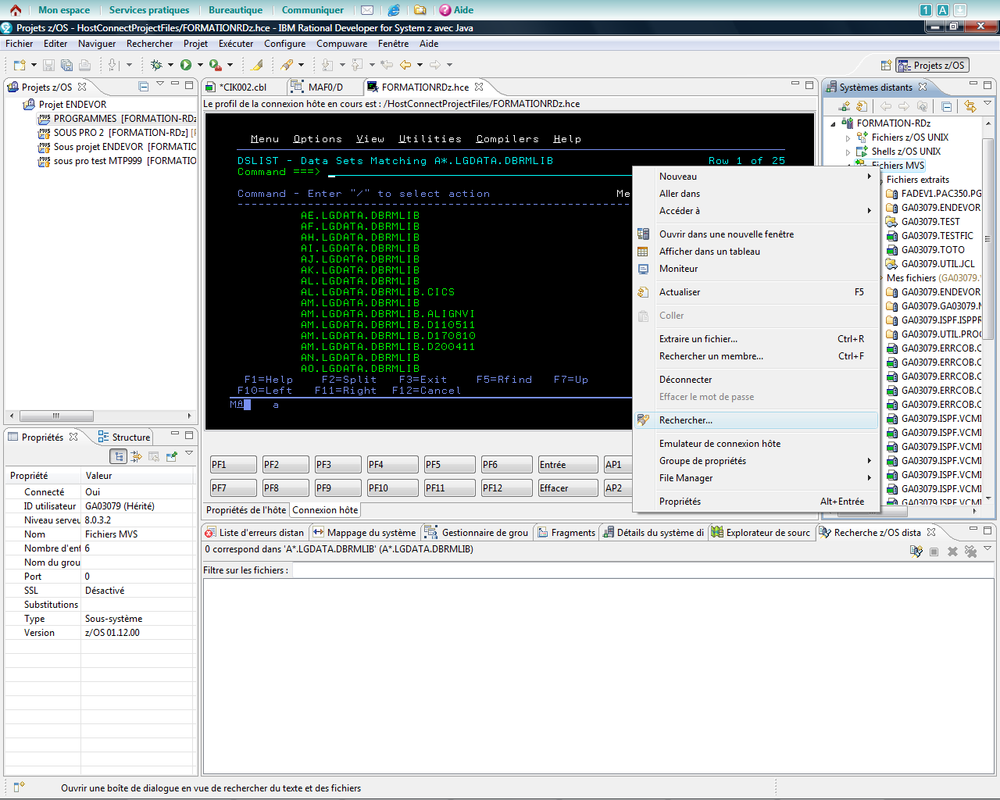 Mon espace Services pratiques Bureautique Communiquer Aide 1 A
Projets z/OS - HostConnectProjectFiles/FORMATIONRDz.hce - IBM Rational Developer for System z avec Java
Fichier Editer Naviguer Rechercher Projet Exécuter Configure Compuware Fenêtre Aide
Projets z/OS
Projets z/OS
Projet ENDEVOR
PROGRAMMES [FORMATION-RDz
SOUS PRO 2 [FORMATION-RDz] [
Sous projet ENDEVOR [FORMATIO
sous pro test MTP999 [FORMATIO
*CIK002.cbl MAF0/D FORMATIONRDz.hce
Le profil de la connexion hôte en cours est : /HostConnectProjectFiles/FORMATIONRDz.hce
Menu Options View Utilities Compilers Help
DSLIST - Data Sets Matching A*.LGDATA.DBRMLIB Row 1 of 25
Command ===>
Command - Enter "/" to select action Me
AE.LGDATA.DBRMLIB
AF.LGDATA.DBRMLIB
AH.LGDATA.DBRMLIB
AI.LGDATA.DBRMLIB
AJ.LGDATA.DBRMLIB
AK.LGDATA.DBRMLIB
AL.LGDATA.DBRMLIB
AL.LGDATA.DBRMLIB.CICS
AM.LGDATA.DBRMLIB
AM.LGDATA.DBRMLIB.ALIGNVI
AM.LGDATA.DBRMLIB.D110511
AM.LGDATA.DBRMLIB.D170810
AM.LGDATA.DBRMLIB.D200411
AN.LGDATA.DBRMLIB
AO.LGDATA.DBRMLIB
F1=Help F2=Split F3=Exit F5=Rfind F7=Up
F10=Left F11=Right F12=Cancel
MA a
PF1 PF2 PF3 PF4 PF5 PF6 Entrée AP1
PF7 PF8 PF9 PF10 PF11 PF12 Effacer AP2
Propriétés de l'hôte Connexion hôte
Nouveau
Aller dans
Accéder à
Ouvrir dans une nouvelle fenêtre
Afficher dans un tableau
Moniteur
Actualiser F5
Coller
Extraire un fichier... Ctrl+R
Rechercher un membre... Ctrl+F
Déconnecter
Effacer le mot de passe
Rechercher...
Emulateur de connexion hôte
Groupe de propriétés
File Manager
Propriétés Alt+Entrée
Systèmes distants
FORMATION-RDz
Fichiers z/OS UNIX
Shells z/OS UNIX
Fichiers MVS
Fichiers extraits
FADEV1.PAC350.PG
GA03079.ENDEVOR
GA03079.TEST
GA03079.TESTFIC
GA03079.TOTO
GA03079.UTIL.JCL
Mes fichiers (GA03079.*
GA03079.ENDEVOR
GA03079.GA03079.M
GA03079.ISPF.ISPPR
GA03079.UTIL.PROC
GA03079.ERRCOB.C
GA03079.ERRCOB.C
GA03079.ERRCOB.C
GA03079.ERRCOB.C
GA03079.ERRCOB.C
GA03079.ISPF.VCMI
GA03079.ISPF.VCMI
GA03079.ISPF.VCMI
GA03079.ISPF.VCMI
GA03079.ISPF.VCMI
GA03079.ISPF.VCMI
GA03079.ISPF.VCMI
Propriétés Structure
Propriété Valeur
Connecté Oui
ID utilisateur GA03079 (Hérité)
Niveau serveu 8.0.3.2
Nom Fichiers MVS
Nombre d'ent 6
Nom du grou
Port 0
SSL Désactivé
Substitutions
Type Sous-système
Version z/OS 01.12.00
Liste d'erreurs distan Mappage du système Gestionnaire de grou Fragments Détails du système di Explorateur de sourc Recherche z/OS dista
0 correspond dans 'A*.LGDATA.DBRMLIB' (A*.LGDATA.DBRMLIB)
Filtre sur les fichiers :
Ouvrir une boîte de dialogue en vue de rechercher du texte et des fichiers